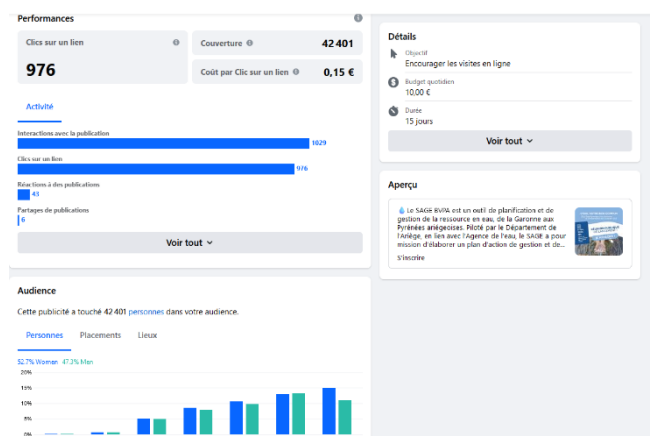 Performances
Clics sur un lien
976
Couverture
42 401
Coût par Clic sur un lien
0,15 €
Activité
Interactions avec la publication
1029
Clics sur un lien
976
Réactions à des publications
43
Partages de publications
6
Voir tout
Audience
Cette publicité a touché 42 401 personnes dans votre audience.
Personnes Placements Lieux
52.7% Women 47.3% Men
20%
15%
10%
5%
0%
Détails
Objectif
Encourager les visites en ligne
Budget quotidien
10,00 €
Durée
15 jours
Voir tout
Aperçu
Le SAGE BVPA est un outil de planification et de
gestion de la ressource en eau, de la Garonne aux
Pyrénées ariégeoises. Piloté par le Département de
l'Ariège, en lien avec l'Agence de l'eau, le SAGE a pour
mission d'élaborer un plan d'action de gestion et de...
S'inscrire